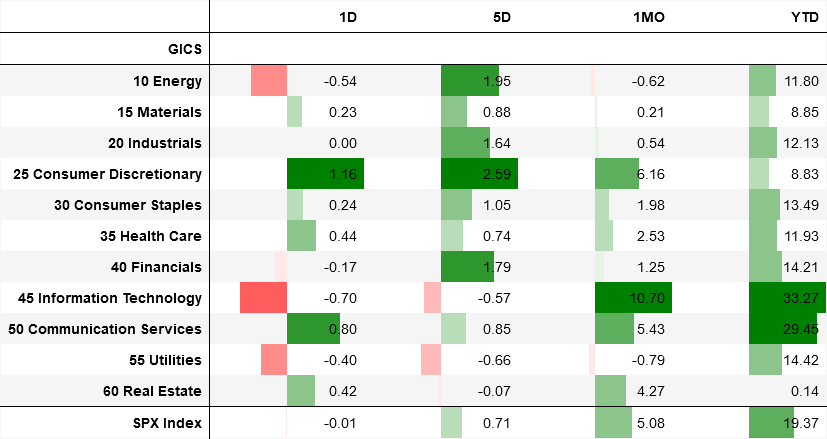 1D 5D 1MO YTD
GICS
10 Energy -0.54 1.95 -0.62 11.80
15 Materials 0.23 0.88 0.21 8.85
20 Industrials 0.00 1.64 0.54 12.13
25 Consumer Discretionary 1.16 2.59 6.16 8.83
30 Consumer Staples 0.24 1.05 1.98 13.49
35 Health Care 0.44 0.74 2.53 11.93
40 Financials -0.17 1.79 1.25 14.21
45 Information Technology -0.70 -0.57 10.70 33.27
50 Communication Services 0.80 0.85 5.43 29.45
55 Utilities -0.40 -0.66 -0.79 14.42
60 Real Estate 0.42 -0.07 4.27 0.14
SPX Index -0.01 0.71 5.08 19.37